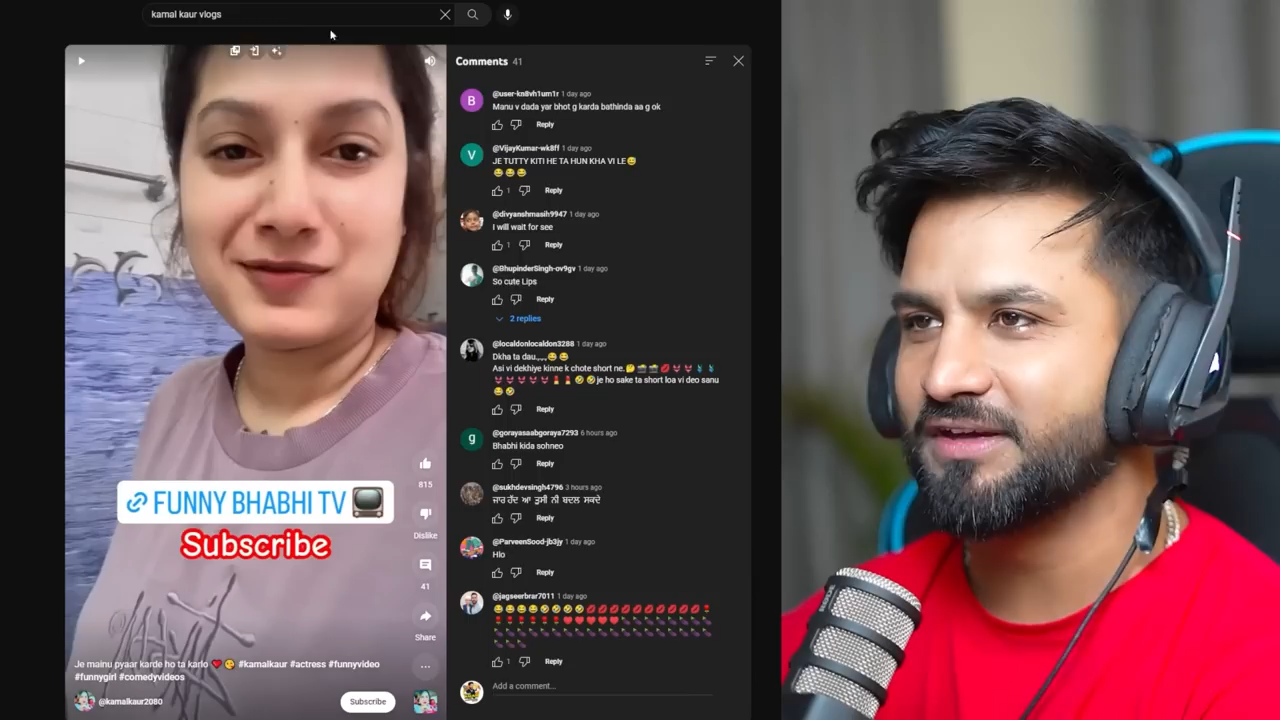 kamal kaur vlogs
Comments 41
@user-kn8vh1um1r 1 day ago
Manu v dada yar bhot g karda bathinda aa g ok
Reply
@VijayKumar-wk8ff 1 day ago
JE TUTTY KITI HE TA HUN KHA VI LE😅
😂😂😂
1 Reply
@divyanshmasih9947 1 day ago
I will wait for see
1 Reply
@BhupinderSingh-ov9gv 1 day ago
So cute Lips
Reply
2 replies
@localdonlocaldon3288 1 day ago
Dkha ta dau,,,,😂😂
Asi vi dekhiye kinne k chote short ne.
je ho sake ta short loa vi deo sanu
Reply
@gorayasaabgoraya7293 6 hours ago
Bhabhi kida sohneo
Reply
@sukhdevsingh4796 3 hours ago
ਜਾਰ ਹੱਦ ਆ ਤੁਸੀ ਨੀ ਬਦਲ ਸਕਦੇ
Reply
@ParveenSood-jb3jy 1 day ago
Hlo
Reply
@jagseerbrar7011 1 day ago
1 Reply
Add a comment...
FUNNY BHABHI TV
Subscribe
815
Dislike
41
Share
Je mainu pyaar karde ho ta karlo ❤️😘 #kamalkaur #actress #funnyvideo
#funnygirl #comedyvideos
@kamalkaur2080
Subscribe